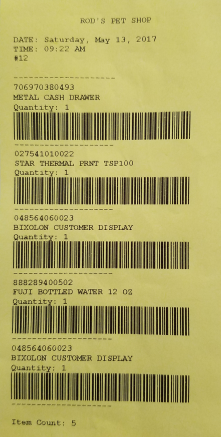 ROD'S PET SHOP
DATE: Saturday, May 13, 2017
TIME: 09:22 AM
#12
706970380493
METAL CASH DRAWER
Quantity: 1
027541010022
STAR THERMAL PRNT TSP100
Quantity: 1
048564060023
BIXOLON CUSTOMER DISPLAY
Quantity: 1
888289400502
FUJI BOTTLED WATER 12 OZ
Quantity: 1
048564060023
BIXOLON CUSTOMER DISPLAY
Quantity: 1
Item Count: 5